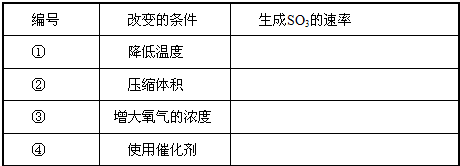 编号 改变的条件 生成SO₃的速率
① 降低温度
② 压缩体积
③ 增大氧气的浓度
④ 使用催化剂